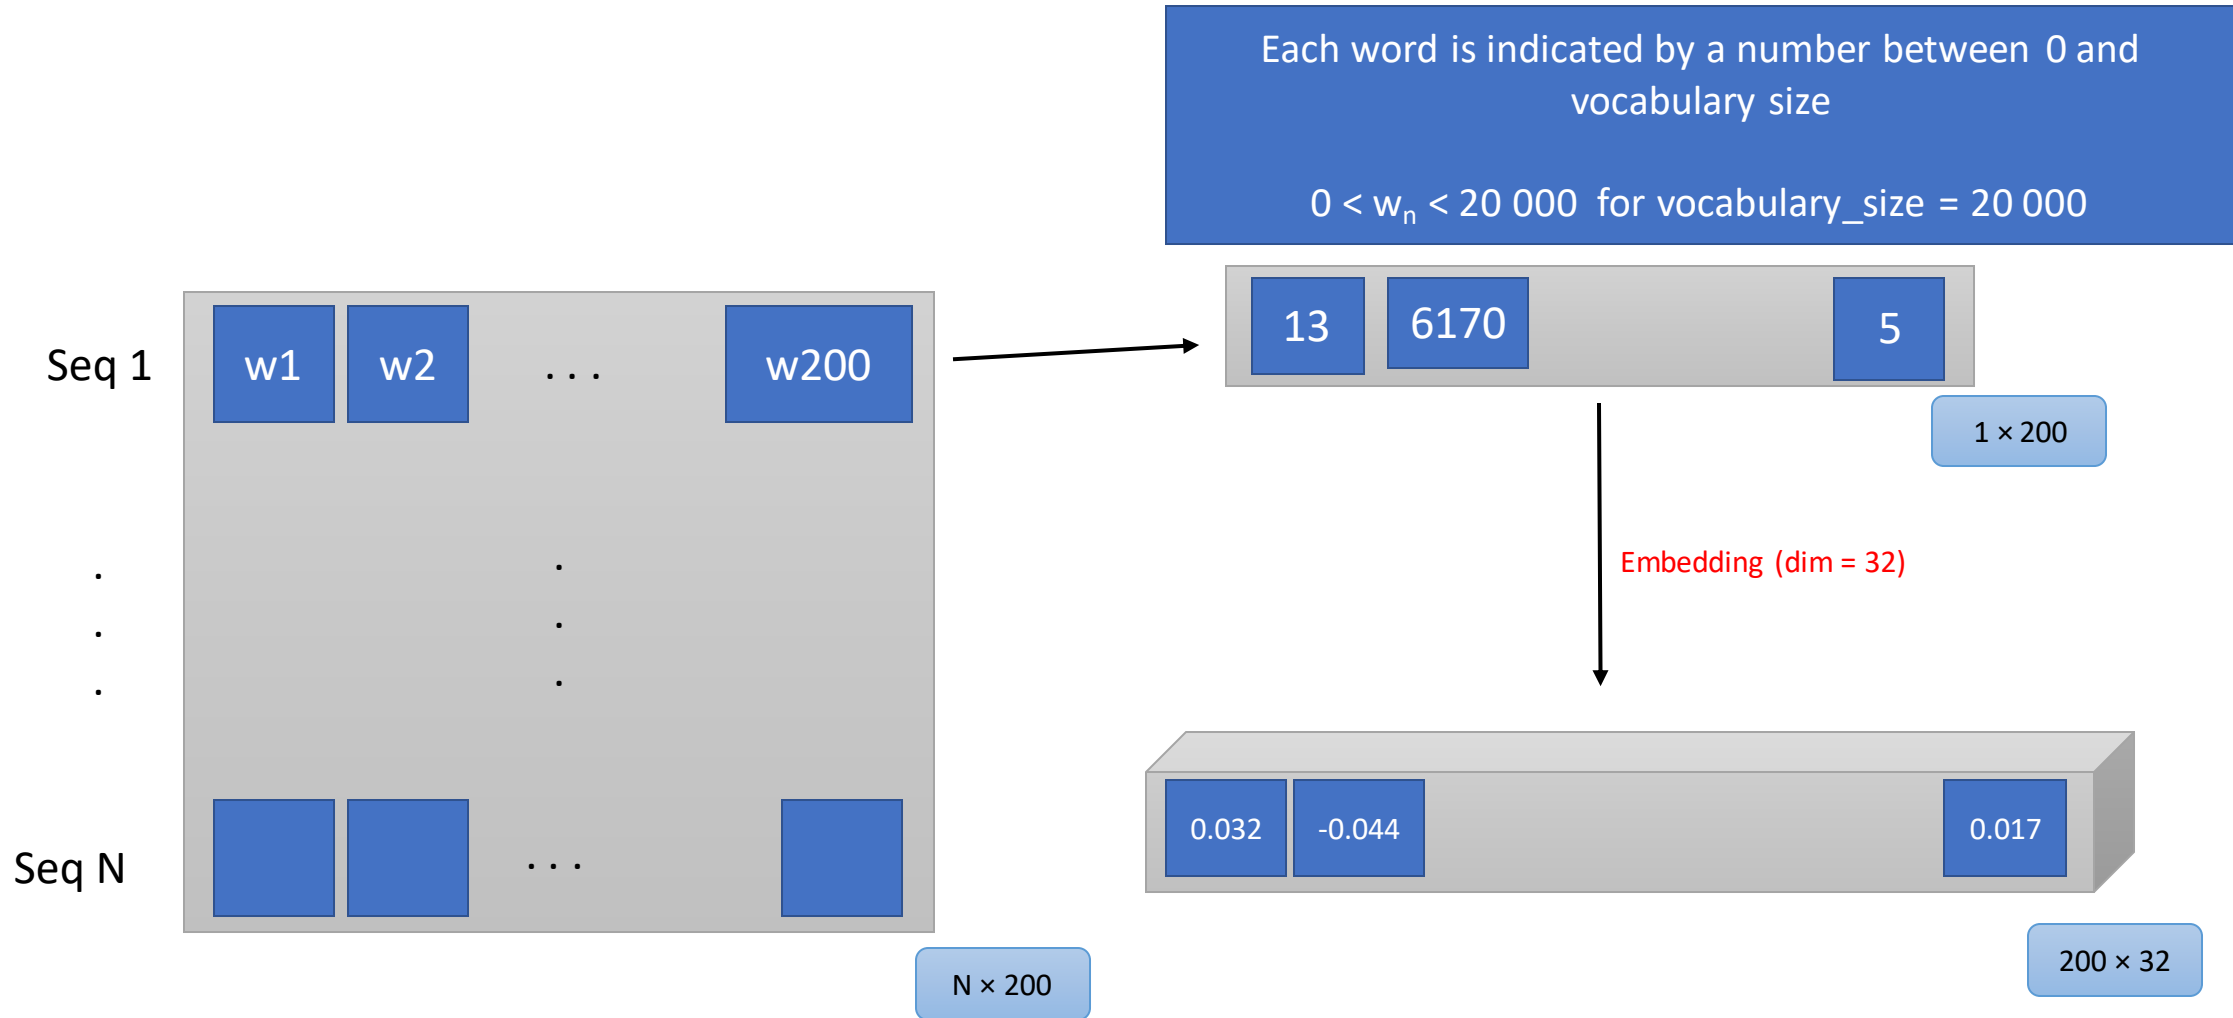 Each word is indicated by a number between 0 and
vocabulary size
0 < wₙ < 20 000 for vocabulary_size = 20 000
Seq 1
w1 w2 . . . w200
13 6170 5
1 × 200
.
.
.
.
.
.
Embedding (dim = 32)
Seq N
. . .
0.032 -0.044 0.017
N × 200
200 × 32